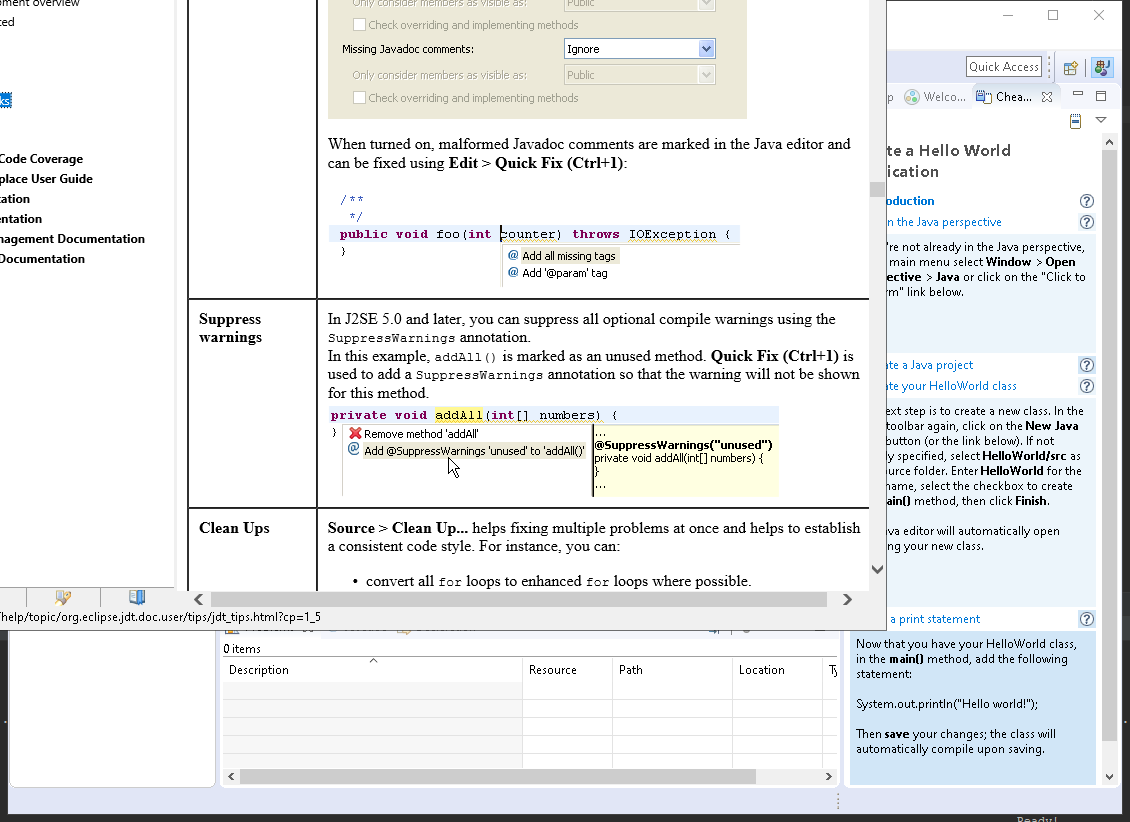 pment overview
ted
ks
Code Coverage
place User Guide
tation
entation
nagement Documentation
Documentation
Only consider members as visible as:
Public
Check overriding and implementing methods
Missing Javadoc comments:
Ignore
Only consider members as visible as:
Public
Check overriding and implementing methods
When turned on, malformed Javadoc comments are marked in the Java editor and
can be fixed using Edit > Quick Fix (Ctrl+1):
/**
*/
public void foo(int counter) throws IOException {
}
@ Add all missing tags
@ Add '@param' tag
Suppress
warnings
In J2SE 5.0 and later, you can suppress all optional compile warnings using the
SuppressWarnings annotation.
In this example, addAll() is marked as an unused method. Quick Fix (Ctrl+1) is
used to add a SuppressWarnings annotation so that the warning will not be shown
for this method.
private void addAll(int[] numbers) {
}
Remove method 'addAll'
@ Add @SuppressWarnings 'unused' to 'addAll()'
...
@SuppressWarnings("unused")
private void addAll(int[] numbers) {
}
...
Clean Ups
Source > Clean Up... helps fixing multiple problems at once and helps to establish
a consistent code style. For instance, you can:
• convert all for loops to enhanced for loops where possible.
/help/topic/org.eclipse.jdt.doc.user/tips/jdt_tips.html?cp=1_5
Quick Access
p
Welco...
Chea...
te a Hello World
ication
oduction
n the Java perspective
're not already in the Java perspective,
main menu select Window > Open
ective > Java or click on the "Click to
rm" link below.
te a Java project
te your HelloWorld class
ext step is to create a new class. In the
toolbar again, click on the New Java
button (or the link below). If not
y specified, select HelloWorld/src as
urce folder. Enter HelloWorld for the
name, select the checkbox to create
ain() method, then click Finish.
va editor will automatically open
ng your new class.
a print statement
Now that you have your HelloWorld class,
in the main() method, add the following
statement:
System.out.println("Hello world!");
Then save your changes; the class will
automatically compile upon saving.
0 items
Description
Resource
Path
Location
Ty
Ready!